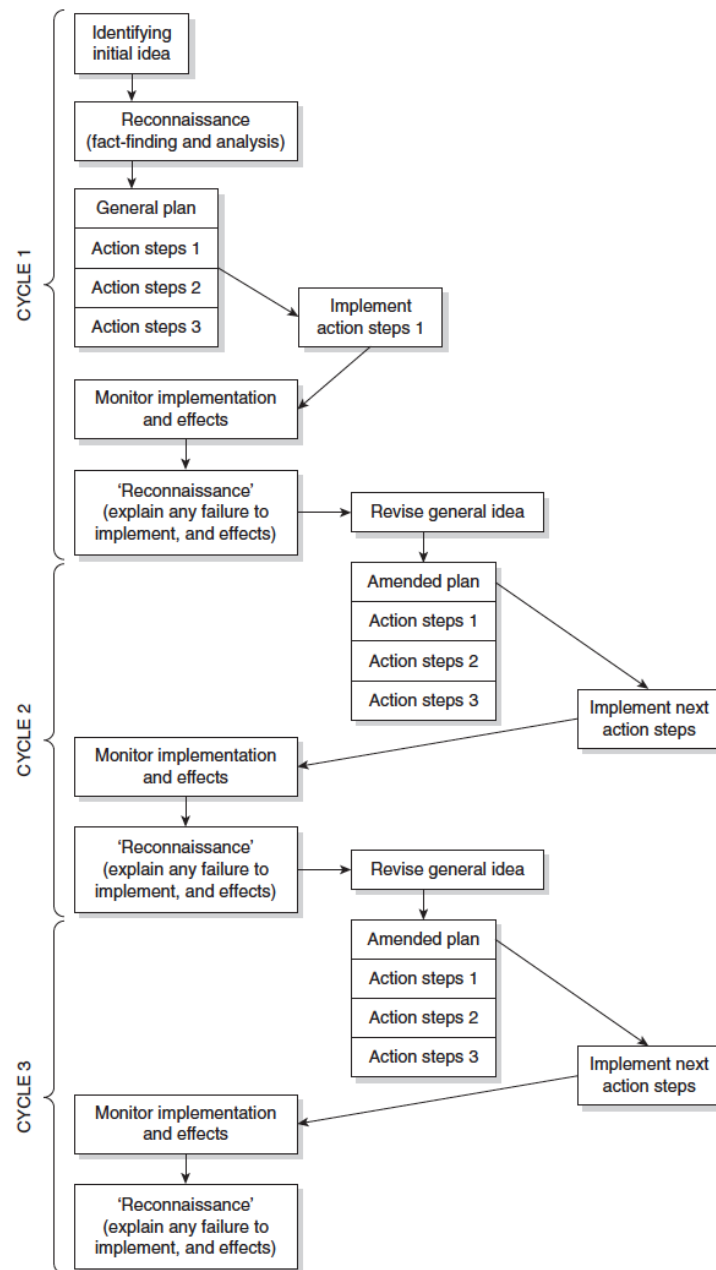 Identifying
initial idea
Reconnaissance
(fact-finding and analysis)
General plan
Action steps 1
Action steps 2
Action steps 3
CYCLE 1
Implement
action steps 1
Monitor implementation
and effects
‘Reconnaissance’
(explain any failure to
implement, and effects)
Revise general idea
Amended plan
Action steps 1
Action steps 2
Action steps 3
CYCLE 2
Implement next
action steps
Monitor implementation
and effects
‘Reconnaissance’
(explain any failure to
implement, and effects)
Revise general idea
Amended plan
Action steps 1
Action steps 2
Action steps 3
CYCLE 3
Implement next
action steps
Monitor implementation
and effects
‘Reconnaissance’
(explain any failure to
implement, and effects)